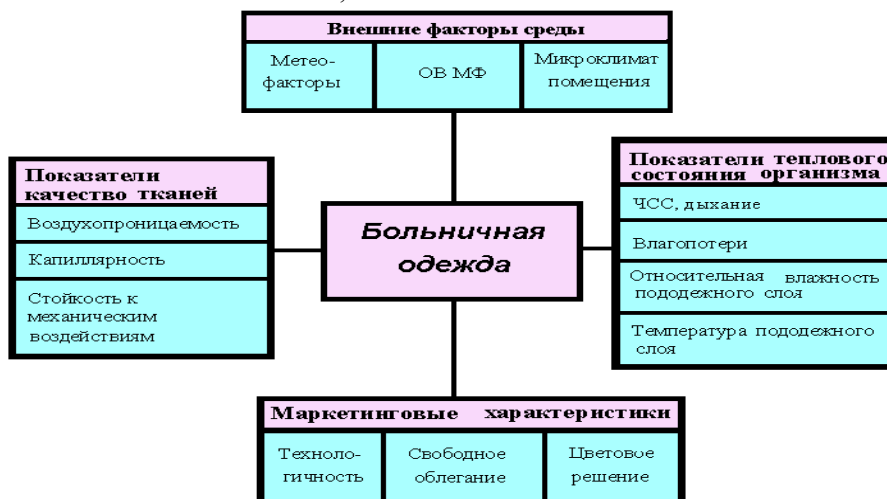 Внешние факторы среды
Метео-
факторы
ОВ МФ
Микроклимат
помещения
Показатели
качество тканей
Воздухопроницаемость
Капиллярность
Стойкость к
механическим
воздействиям
Больничная
одежда
Показатели теплового
состояния организма
ЧСС, дыхание
Влагопотери
Относительная влажность
пододежного слоя
Температура пододежного
слоя
Маркетинговые характеристики
Техноло-
гичность
Свободное
облегание
Цветовое
решение